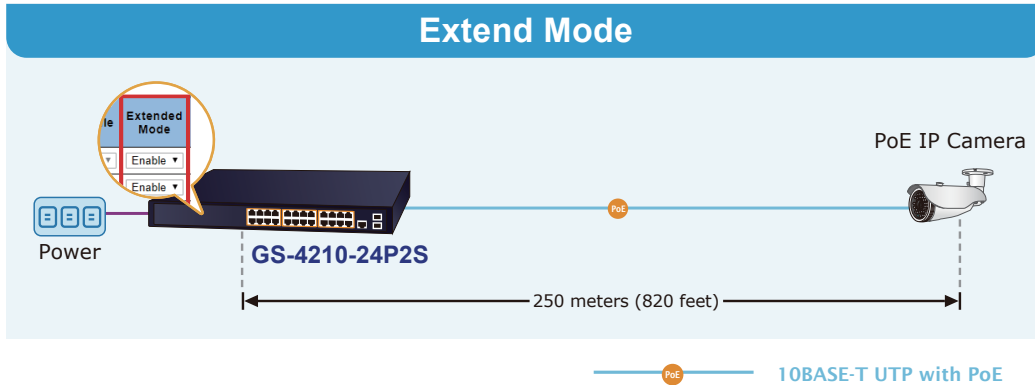 Extend Mode
le
Extended
Mode
Enable
Enable
PoE IP Camera
PoE
Power
GS-4210-24P2S
250 meters (820 feet)
PoE
10BASE-T UTP with PoE